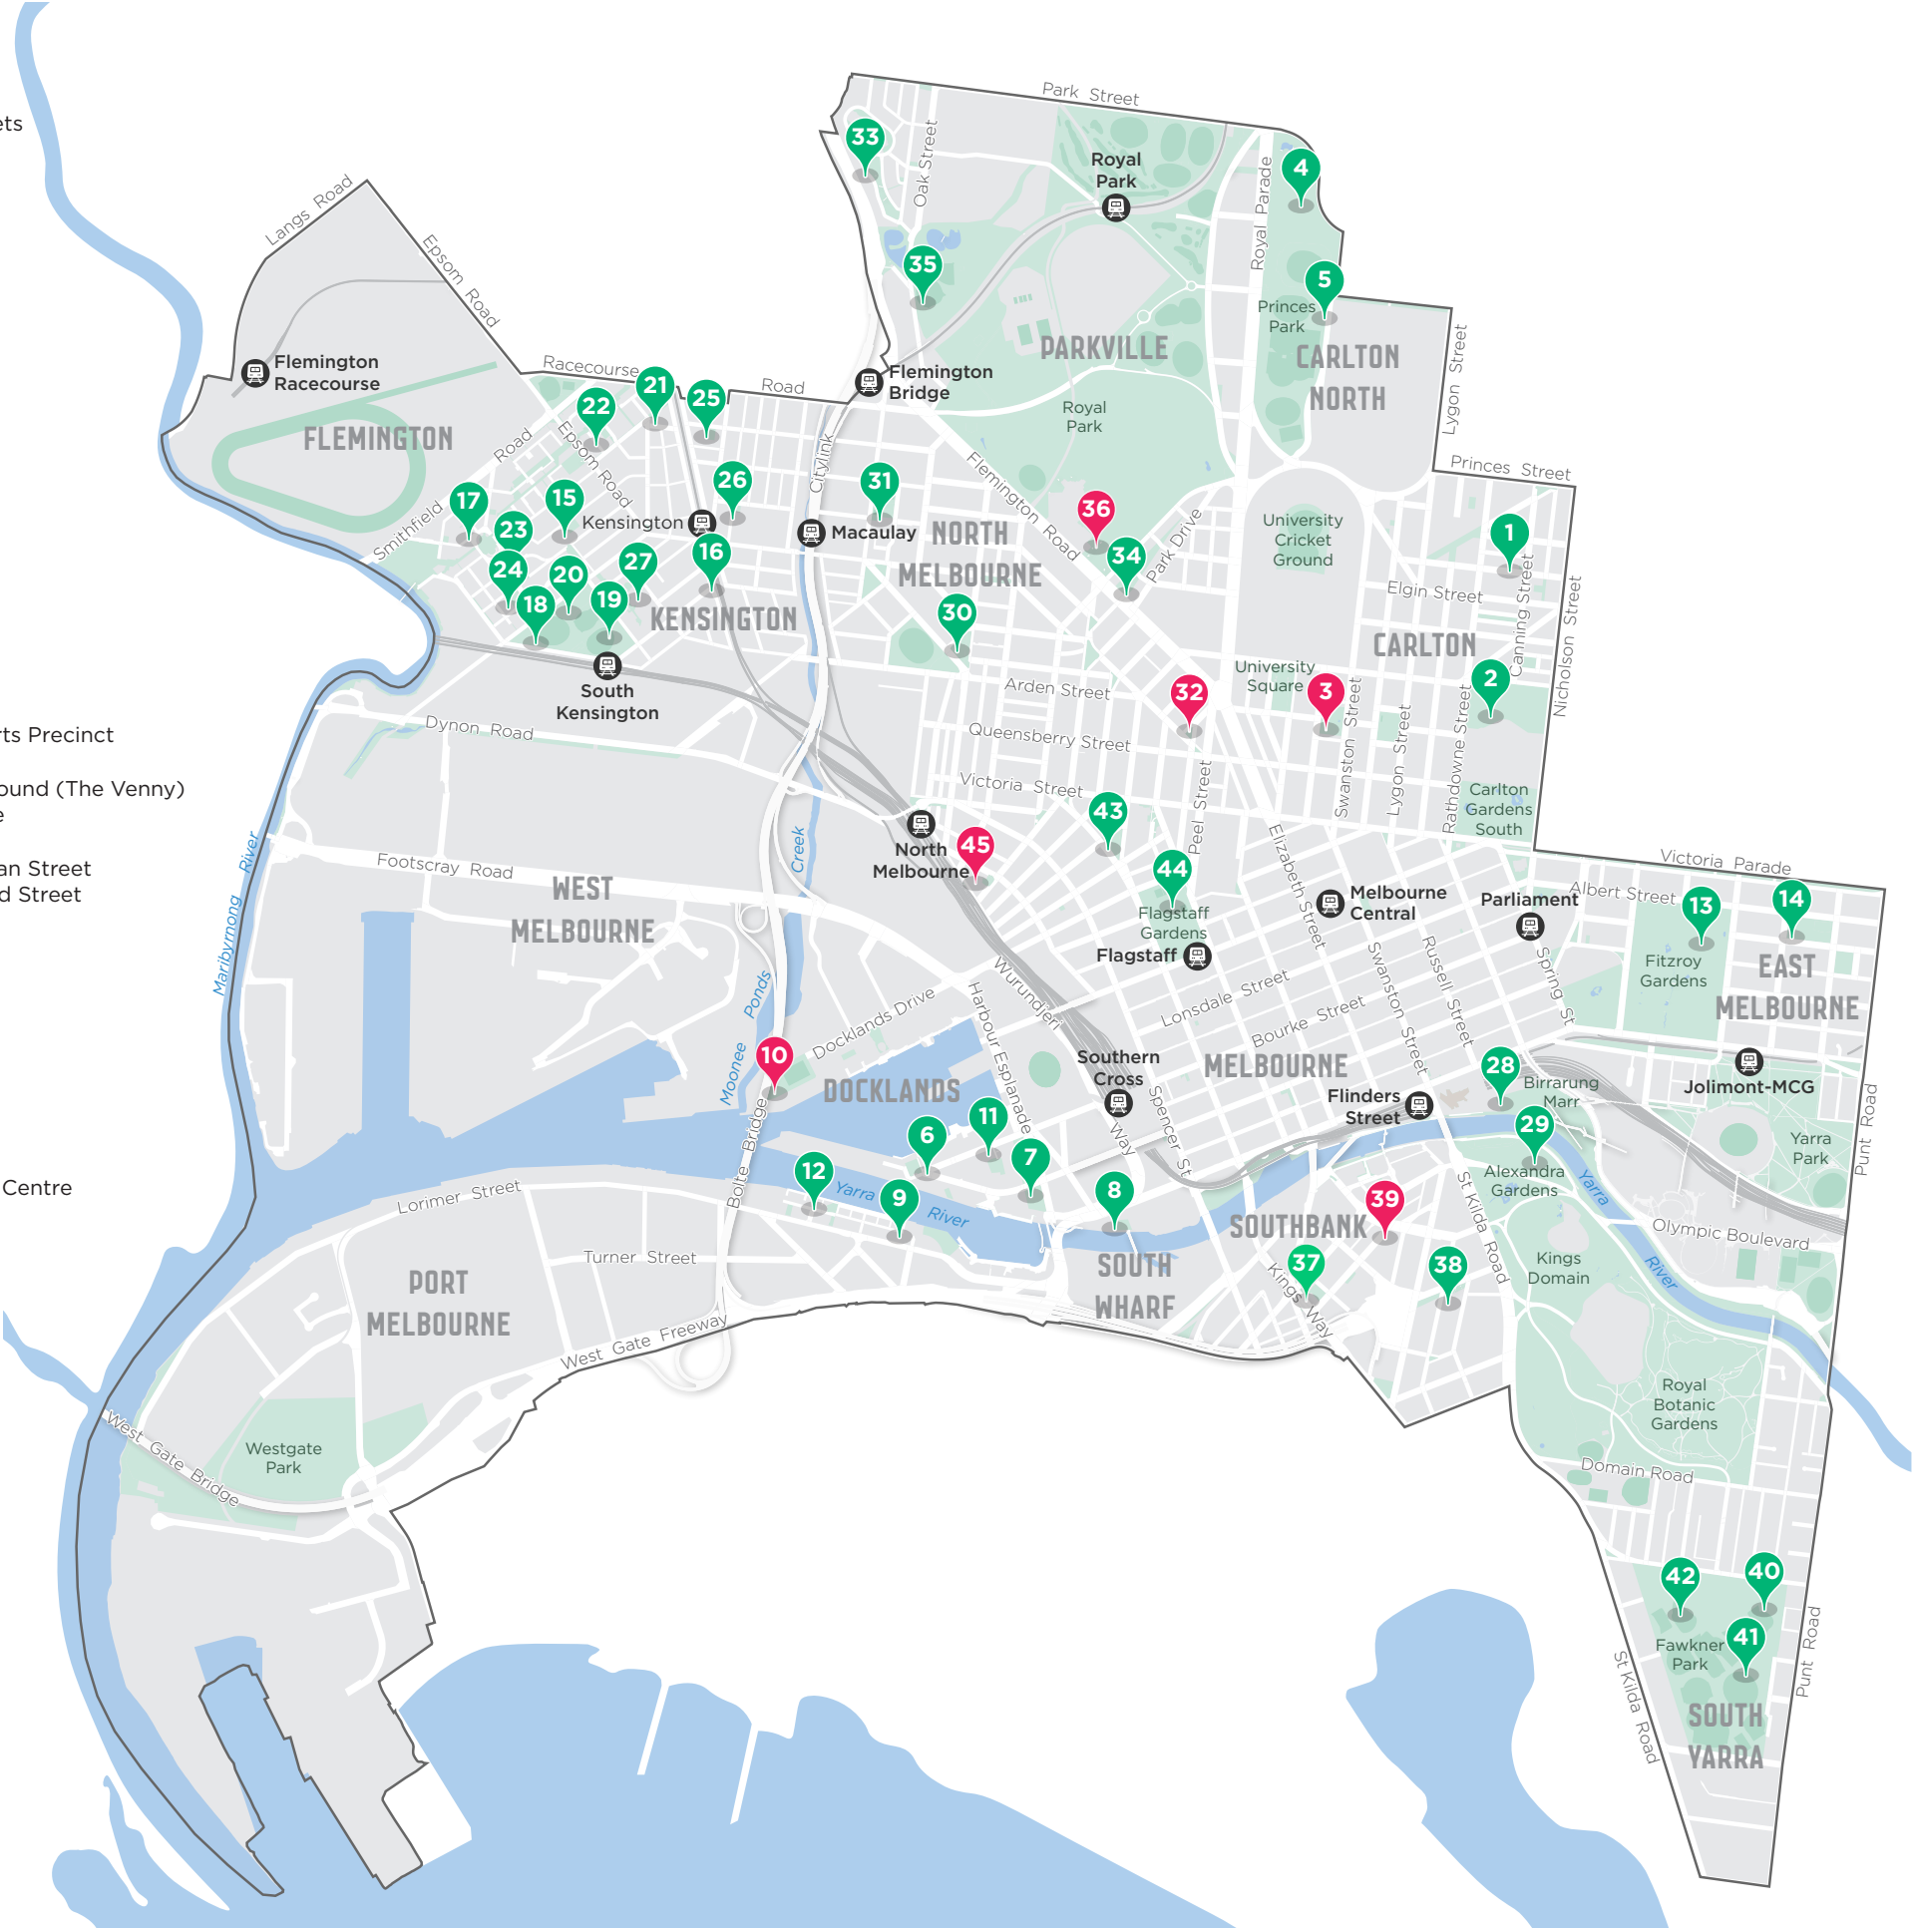 ets
rts Precinct
ound (The Venny)
e
an Street
d Street
Centre
Park Street
33
4
Oak Street
Royal
Park
Royal Parade
Langs Road
Epsom Road
35
5
Princes
Park
PARKVILLE
CARLTON
NORTH
Lygon Street
Flemington
Racecourse
Racecourse Road
21
25
22
Flemington
Bridge
Royal
Park
FLEMINGTON
Road
Epsom Road
Citylink
Flemington Road
Princes Street
17
15
23
26
31
36
Smithfield
Kensington
Macaulay
NORTH
MELBOURNE
University
Cricket
Ground
1
16
34
Park Drive
24
20
27
18
19
KENSINGTON
30
Elgin Street
Canning Street
Nicholson Street
CARLTON
South
Kensington
Arden Street
32
University
Square
3
2
Swanston Street
Lygon Street
Rathdowne Street
Dynon Road
Queensberry Street
Victoria Street
Peel Street
Carlton
Gardens
South
43
North
Melbourne
45
Creek
Maribyrnong River
Footscray Road
WEST
MELBOURNE
44
Flagstaff
Gardens
Flagstaff
Elizabeth Street
Melbourne
Central
Parliament
Victoria Parade
Albert Street
13
14
Fitzroy
Gardens
EAST
MELBOURNE
Swanston Street
Russell Street
Spring St
Wurundjeri
Way
Harbour Esplanade
Lonsdale Street
Bourke Street
Moonee Ponds
Docklands Drive
10
DOCKLANDS
Southern
Cross
MELBOURNE
Flinders
Street
28
Birrarung
Marr
Jolimont-MCG
Yarra
Park
Punt Road
Spencer St
Bolte Bridge
6
11
7
29
Alexandra
Gardens
Yarra
12
9
8
Yarra River
Lorimer Street
Turner Street
SOUTHBANK
39
St Kilda Road
Olympic Boulevard
37
38
Kings Way
Kings
Domain
River
SOUTH
WHARF
PORT
MELBOURNE
West Gate Freeway
Royal
Botanic
Gardens
West Gate Bridge
Westgate
Park
Domain Road
42
40
41
Fawkner
Park
SOUTH
YARRA
St Kilda Road
Punt Road